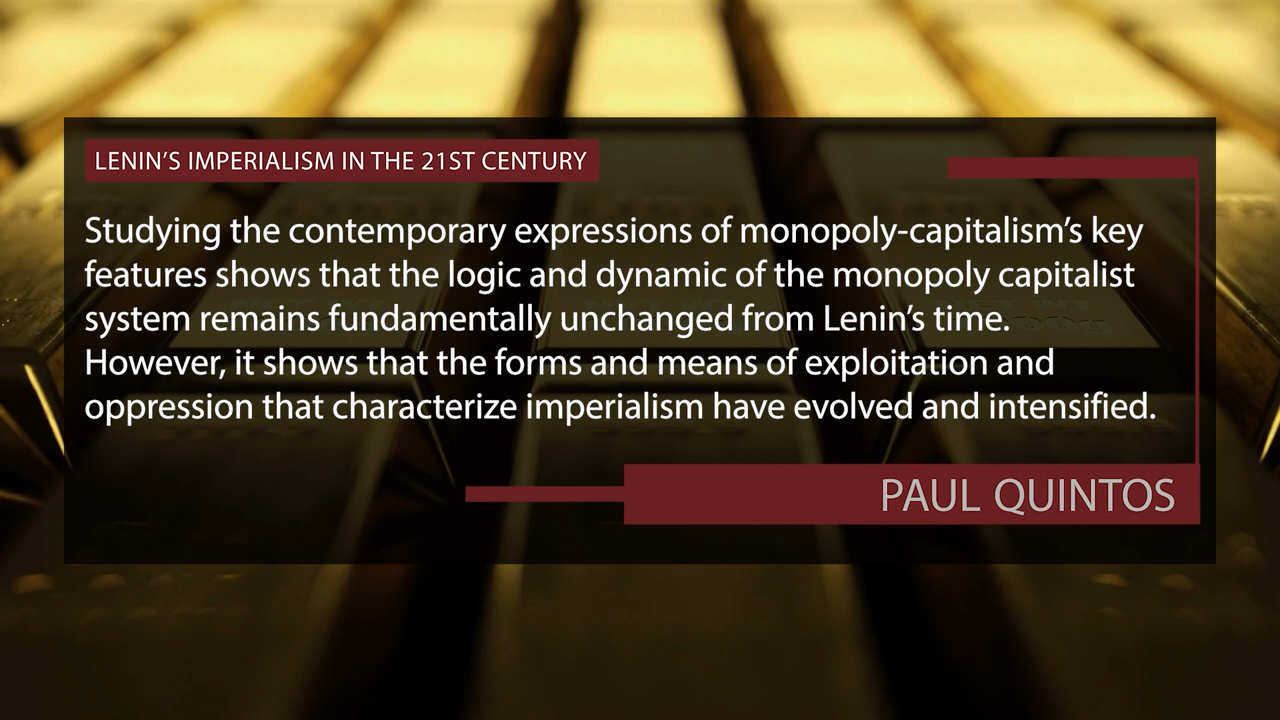 LENIN'S IMPERIALISM IN THE 21ST CENTURY
Studying the contemporary expressions of monopoly-capitalism's key
features shows that the logic and dynamic of the monopoly capitalist
system remains fundamentally unchanged from Lenin's time.
However, it shows that the forms and means of exploitation and
oppression that characterize imperialism have evolved and intensified.
PAUL QUINTOS